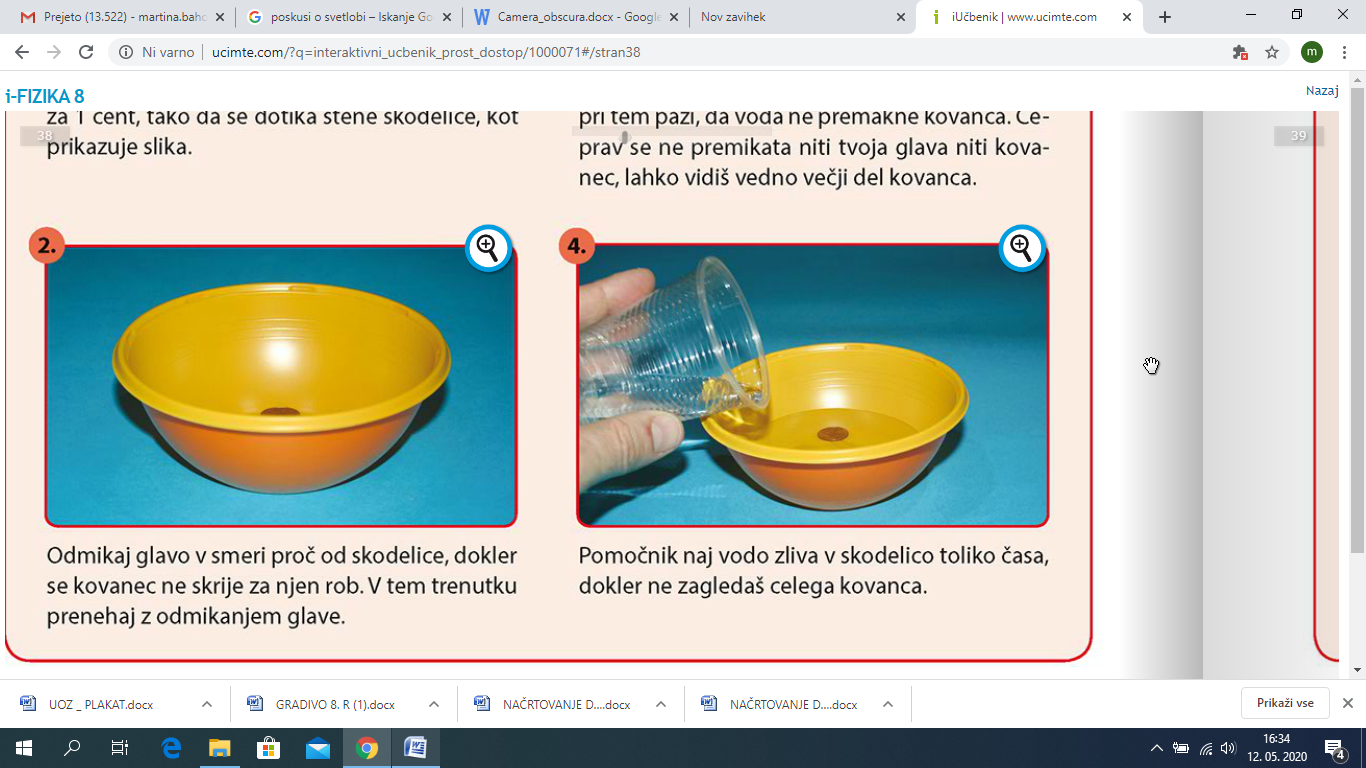 Prejeto (13.522) - martina.baho
poskusi o svetlobi – Iskanje Go
Camera_obscura.docx - Google
Nov zavihek
iUčbenik | www.ucimte.com
Ni varno
ucimte.com/?q=interaktivni_ucbenik_prost_dostop/1000071#/stran38
m
i-FIZIKA 8
Nazaj
38
39
za 1 cent, tako da se dotika stene skodelice, kot
prikazuje slika.
pri tem pazi, da voda ne premakne kovanca. Če-
prav se ne premikata niti tvoja glava niti kova-
nec, lahko vidiš vedno večji del kovanca.
2.
Odmikaj glavo v smeri proč od skodelice, dokler
se kovanec ne skrije za njen rob. V tem trenutku
prenehaj z odmikanjem glave.
4.
Pomočnik naj vodo zliva v skodelico toliko časa,
dokler ne zagledaš celega kovanca.
UOZ _ PLAKAT.docx
GRADIVO 8. R (1).docx
NAČRTOVANJE D....docx
NAČRTOVANJE D....docx
Prikaži vse
16:34
12. 05. 2020
4